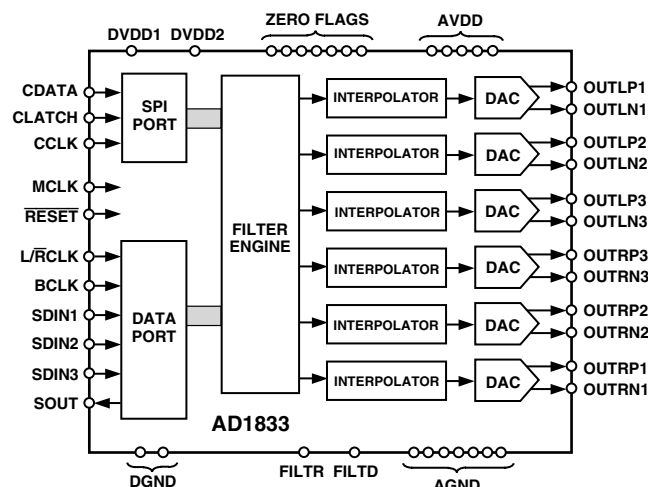 ZERO FLAGS
AVDD
DVDD1 DVDD2
CDATA
CLATCH
CCLK
MCLK
R̅E̅S̅E̅T̅
L/R̅CLK
BCLK
SDIN1
SDIN2
SDIN3
SOUT
SPI
PORT
DATA
PORT
FILTER
ENGINE
INTERPOLATOR
DAC
OUTLP1
OUTLN1
INTERPOLATOR
DAC
OUTLP2
OUTLN2
INTERPOLATOR
DAC
OUTLP3
OUTLN3
INTERPOLATOR
DAC
OUTRP3
OUTRN3
INTERPOLATOR
DAC
OUTRP2
OUTRN2
INTERPOLATOR
DAC
OUTRP1
OUTRN1
AD1833
DGND
FILTR FILTD
AGND